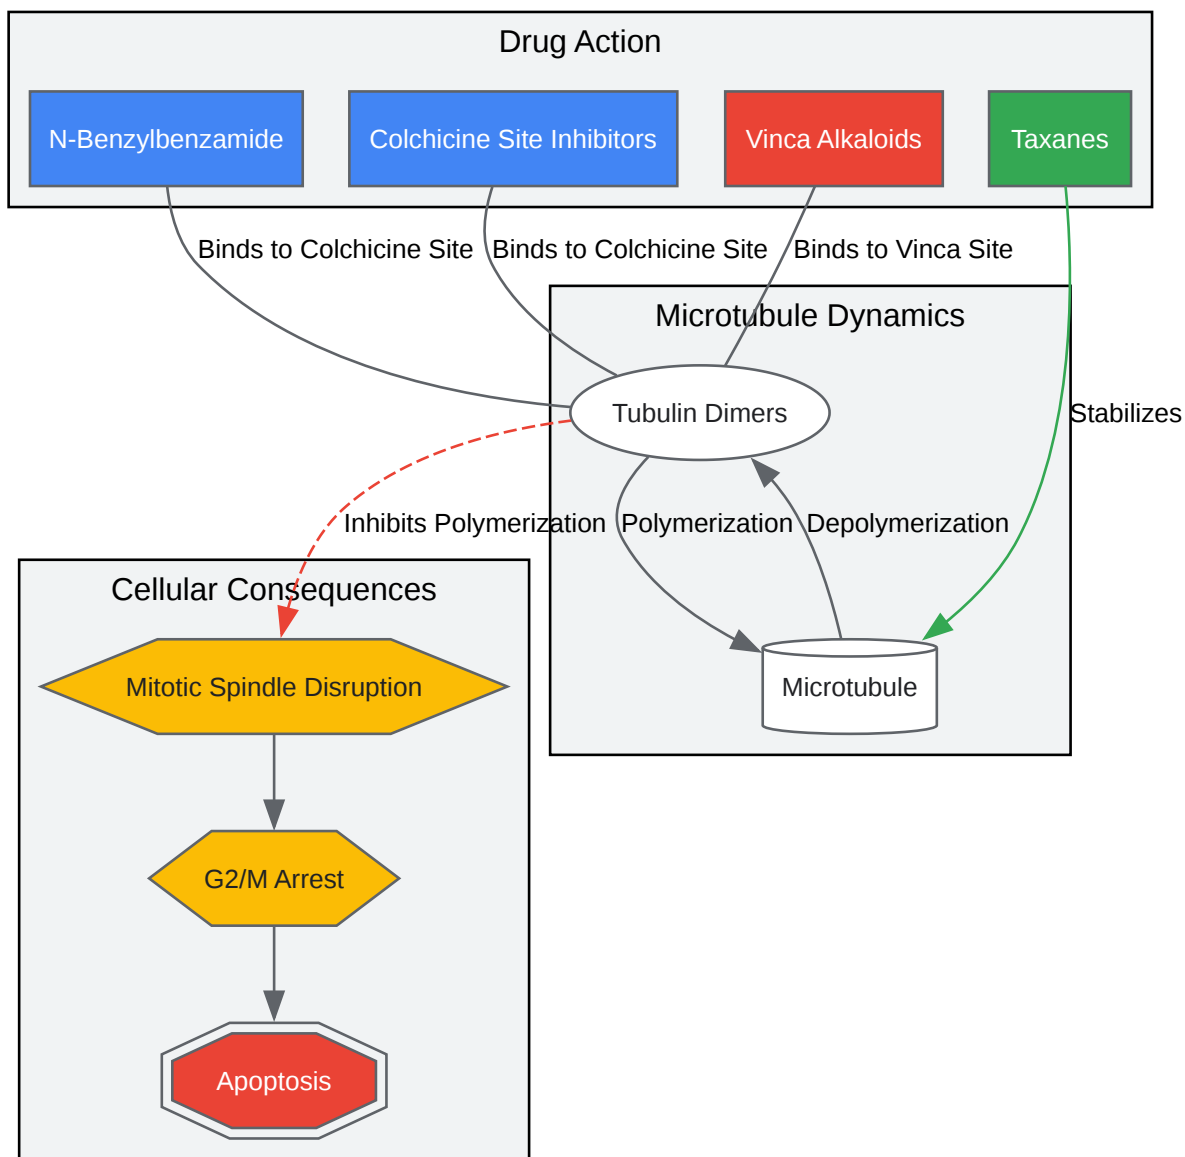 Drug Action
N-Benzylbenzamide
Colchicine Site Inhibitors
Vinca Alkaloids
Taxanes
Binds to Colchicine Site
Binds to Colchicine Site
Binds to Vinca Site
Microtubule Dynamics
Tubulin Dimers
Stabilizes
Inhibits Polymerization
Polymerization
Depolymerization
Cellular Consequences
Mitotic Spindle Disruption
Microtubule
G2/M Arrest
Apoptosis